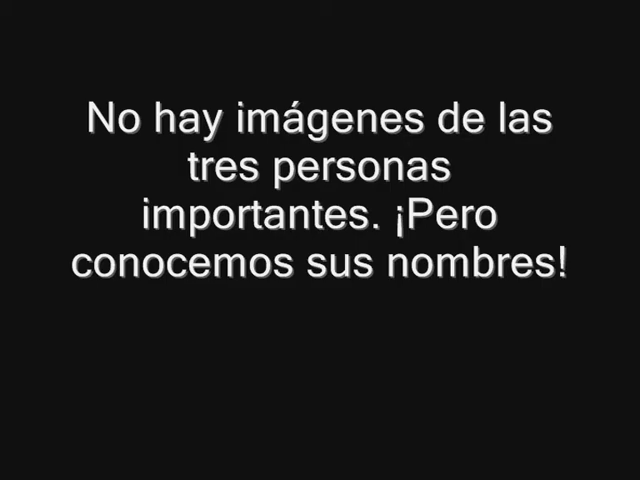 No hay imágenes de las
tres personas
importantes. ¡Pero
conocemos sus nombres!